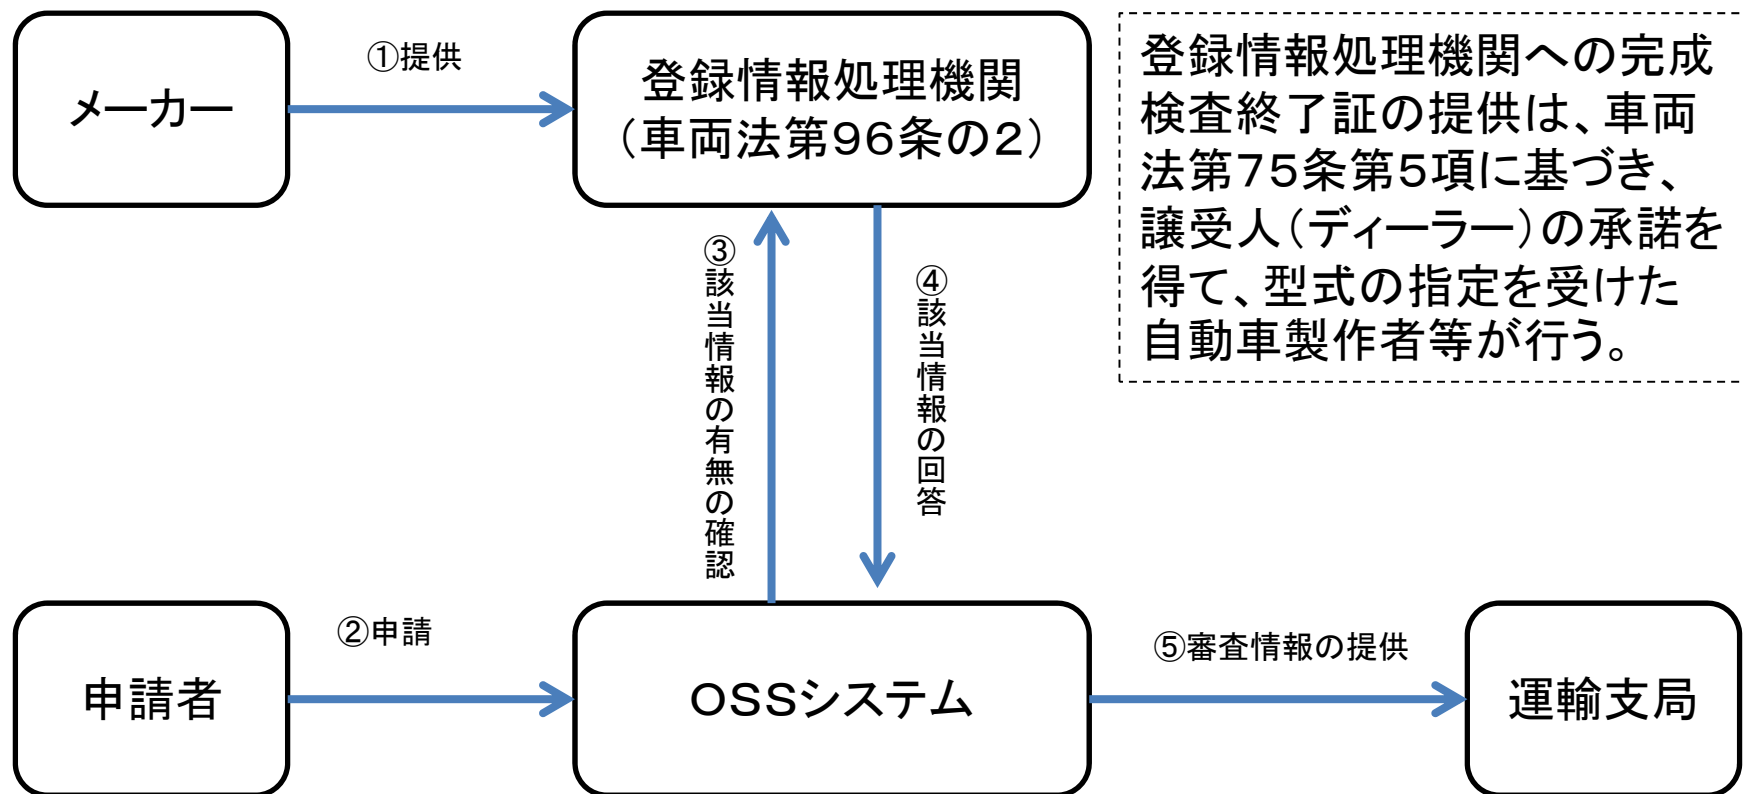 メーカー
①提供
登録情報処理機関
（車両法第９６条の２）
登録情報処理機関への完成
検査終了証の提供は、車両
法第７５条第５項に基づき、
譲受人（ディーラー）の承諾を
得て、型式の指定を受けた
自動車製作者等が行う。
③該当情報の有無の確認
④該当情報の回答
申請者
②申請
ＯＳＳシステム
⑤審査情報の提供
運輸支局